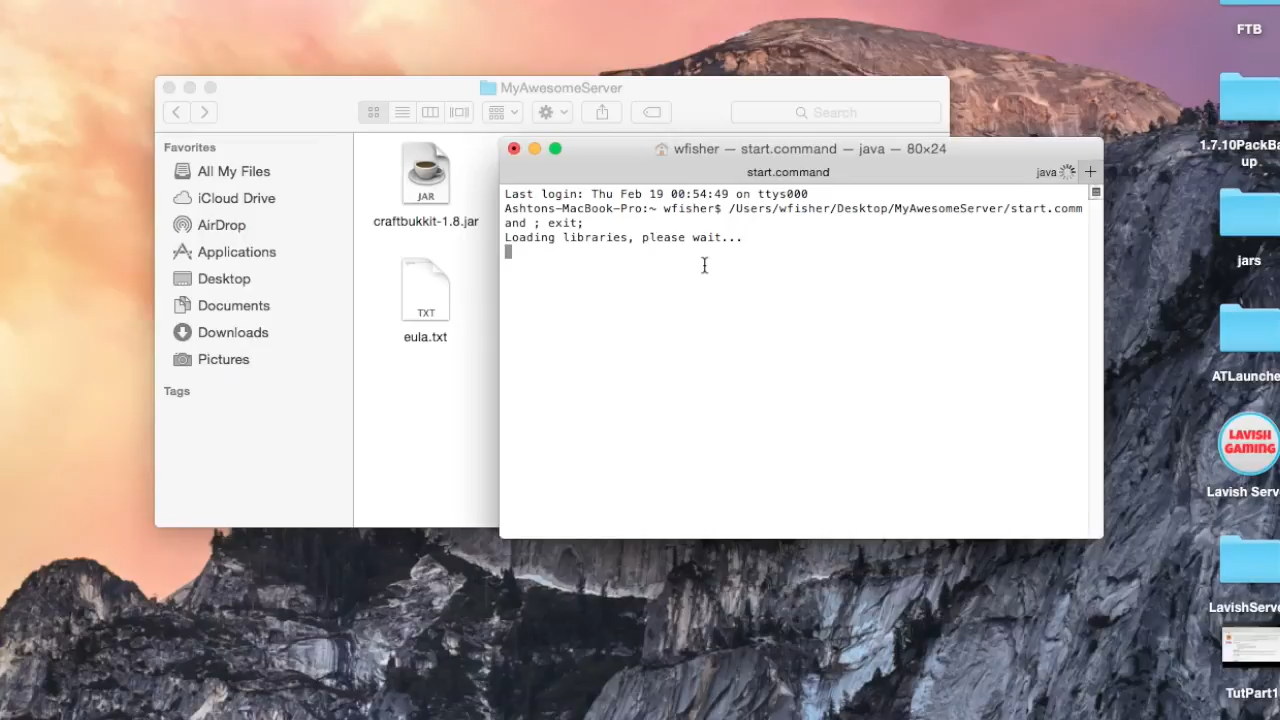 FTB
MyAwesomeServer
Search
Favorites
All My Files
iCloud Drive
AirDrop
Applications
Desktop
Documents
Downloads
Pictures
Tags
JAR
craftbukkit-1.8.jar
TXT
eula.txt
wfisher — start.command — java — 80×24
start.command
java
Last login: Thu Feb 19 00:54:49 on ttys000
Ashtons-MacBook-Pro:~ wfisher$ /Users/wfisher/Desktop/MyAwesomeServer/start.comm
and ; exit;
Loading libraries, please wait...
1.7.10PackBa
up
jars
ATLaunche
LAVISH
GAMING
Lavish Serv
LavishServe
TutPart1